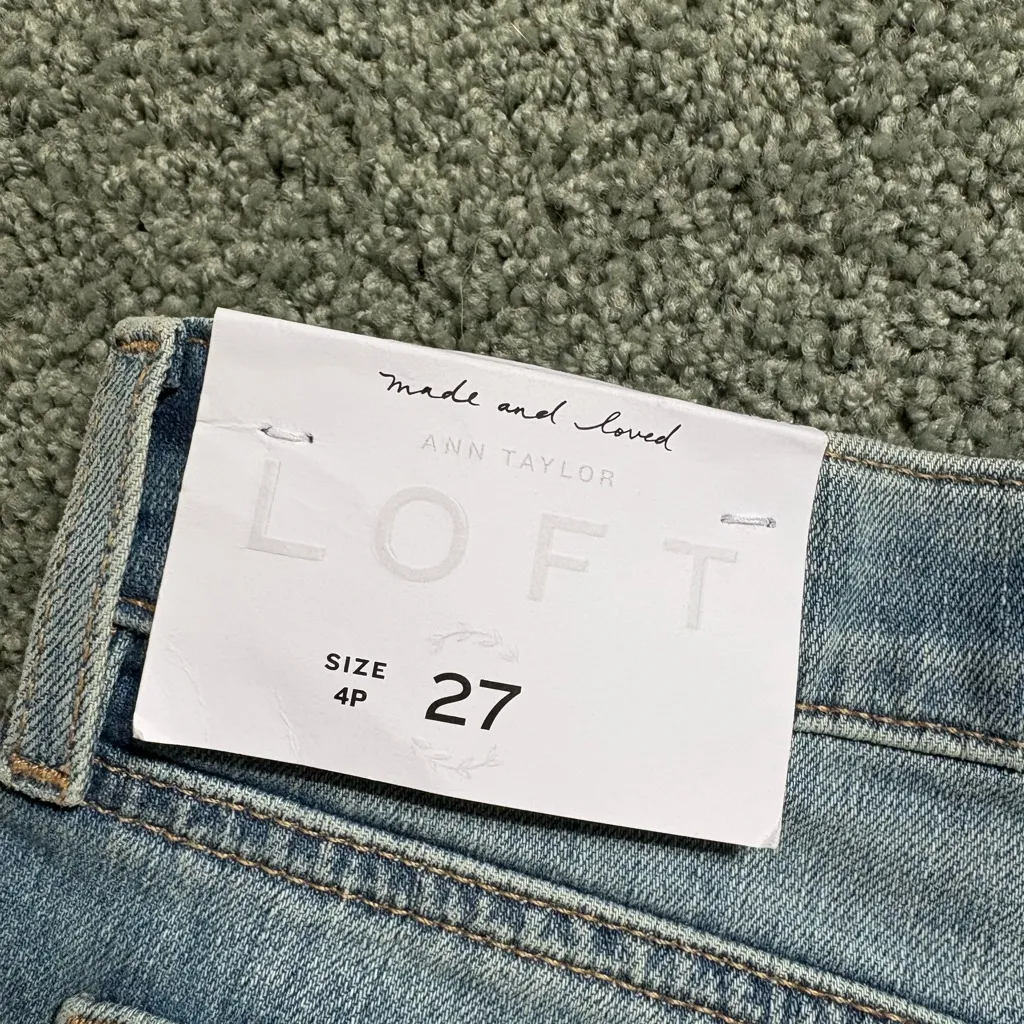 made and loved
ANN TAYLOR
LOFT
SIZE
4P
27